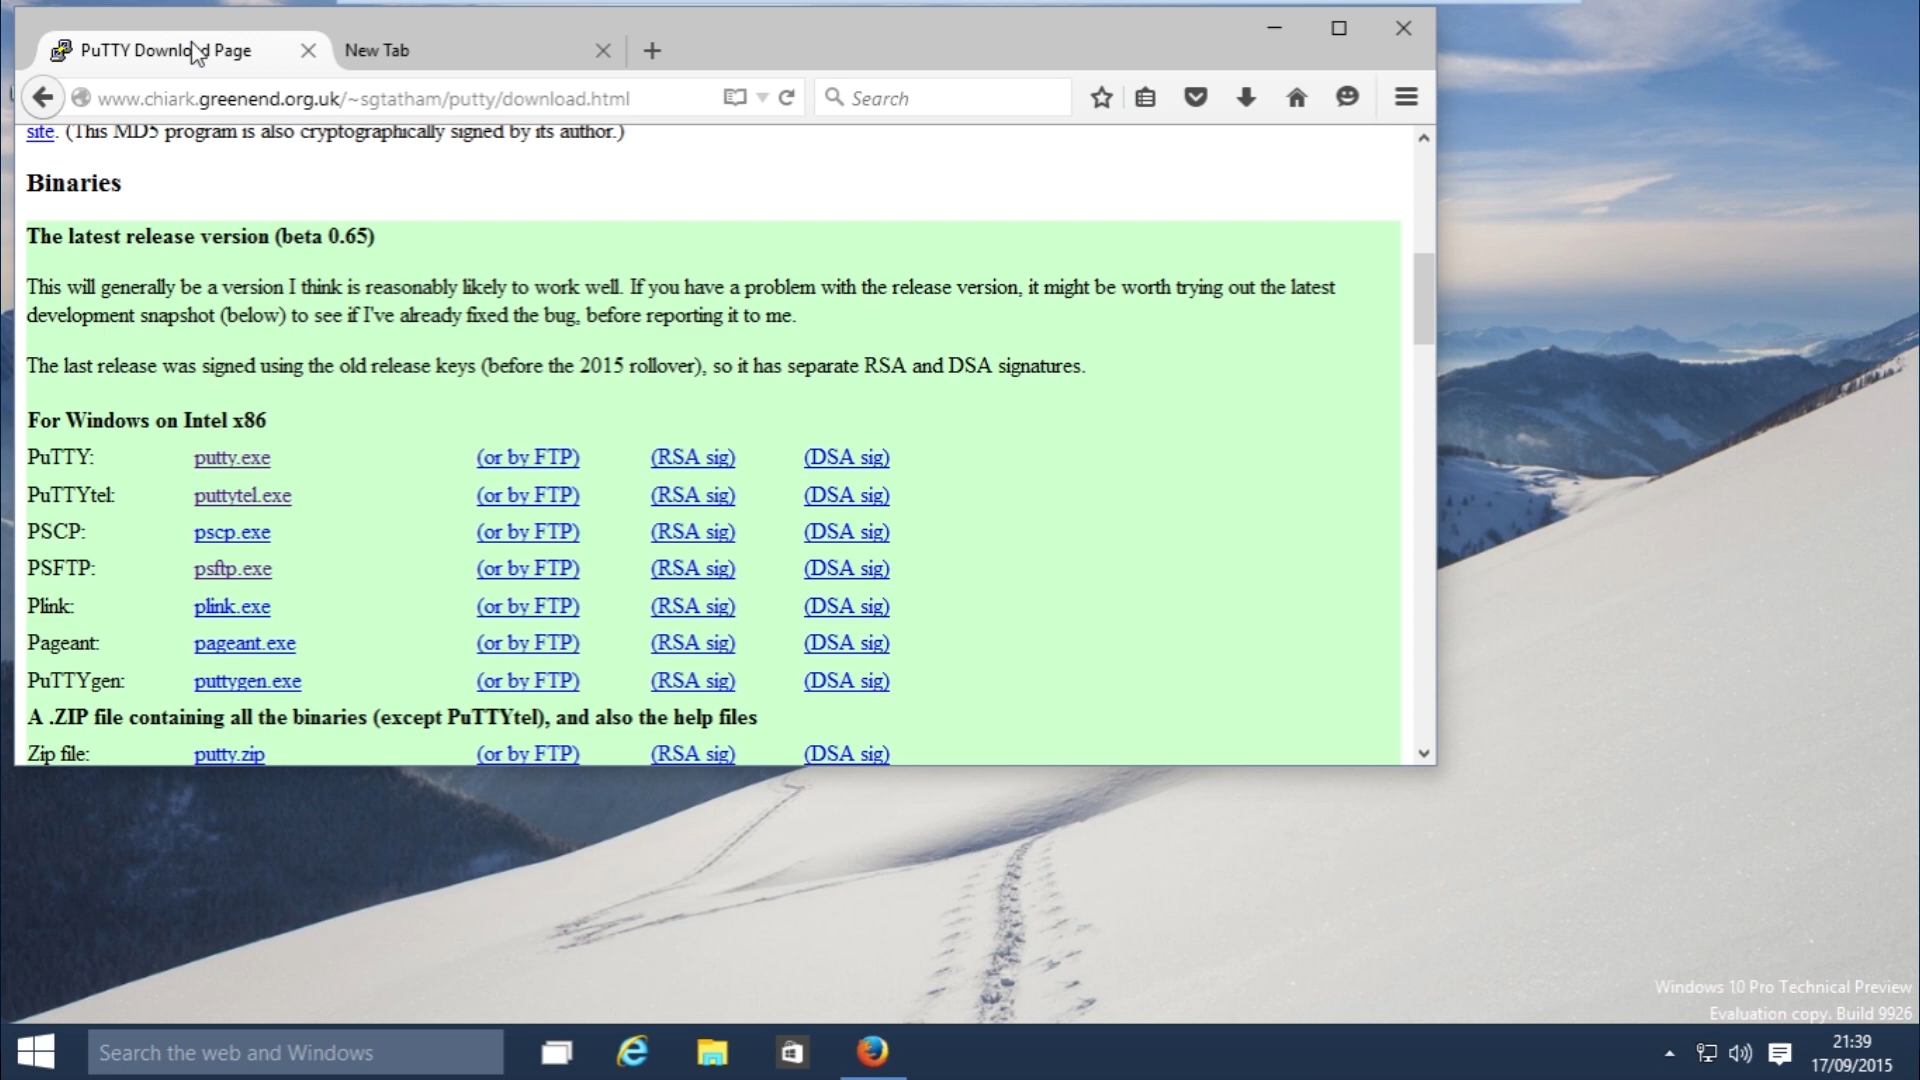 PuTTY Download Page
New Tab
www.chiark.greenend.org.uk/~sgtatham/putty/download.html
Search
site. (This MD5 program is also cryptographically signed by its author.)
Binaries
The latest release version (beta 0.65)
This will generally be a version I think is reasonably likely to work well. If you have a problem with the release version, it might be worth trying out the latest
development snapshot (below) to see if I've already fixed the bug, before reporting it to me.
The last release was signed using the old release keys (before the 2015 rollover), so it has separate RSA and DSA signatures.
For Windows on Intel x86
PuTTY: putty.exe (or by FTP) (RSA sig) (DSA sig)
PuTTYtel: puttytel.exe (or by FTP) (RSA sig) (DSA sig)
PSCP: pscp.exe (or by FTP) (RSA sig) (DSA sig)
PSFTP: psftp.exe (or by FTP) (RSA sig) (DSA sig)
Plink: plink.exe (or by FTP) (RSA sig) (DSA sig)
Pageant: pageant.exe (or by FTP) (RSA sig) (DSA sig)
PuTTYgen: puttygen.exe (or by FTP) (RSA sig) (DSA sig)
A .ZIP file containing all the binaries (except PuTTYtel), and also the help files
Zip file: putty.zip (or by FTP) (RSA sig) (DSA sig)
Windows 10 Pro Technical Preview
Evaluation copy. Build 9926
Search the web and Windows
21:39
17/09/2015